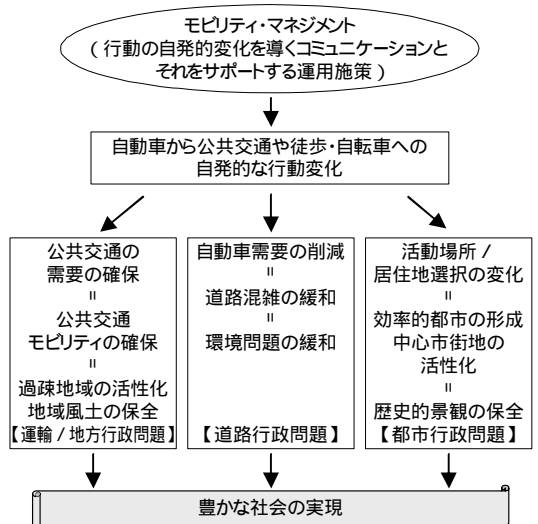 モビリティ・マネジメント
(行動の自発的変化を導くコミュニケーションと
それをサポートする運用施策)
自動車から公共交通や徒歩・自転車への
自発的な行動変化
公共交通の
需要の確保
＝
公共交通
モビリティの確保
＝
過疎地域の活性化
地域風土の保全
【運輸/地方行政問題】
自動車需要の削減
＝
道路混雑の緩和
＝
環境問題の緩和
【道路行政問題】
活動場所/
居住地選択の変化
＝
効率的都市の形成
中心市街地の
活性化
＝
歴史的景観の保全
【都市行政問題】
豊かな社会の実現